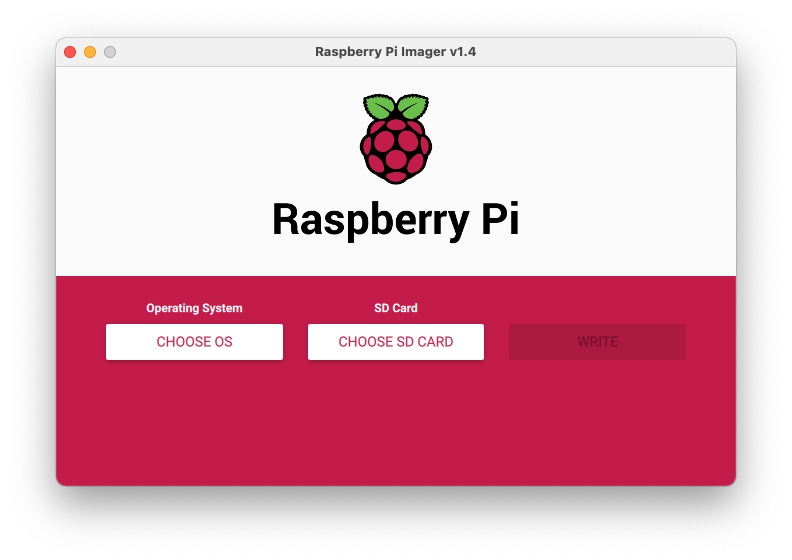 Raspberry Pi Imager v1.4
Raspberry Pi
Operating System
SD Card
CHOOSE OS
CHOOSE SD CARD
WRITE